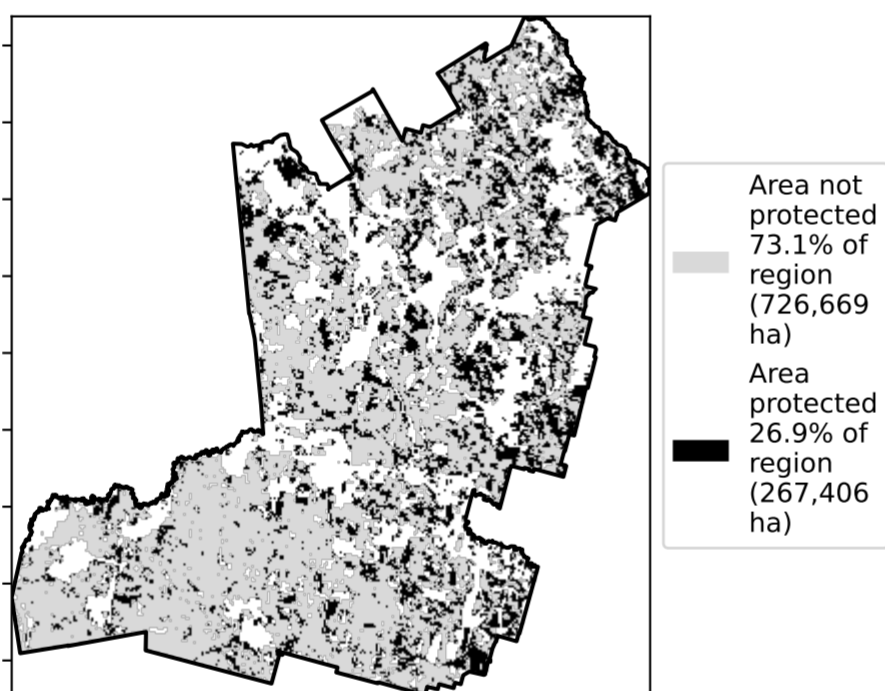 Area not
protected
73.1% of
region
(726,669
ha)
Area
protected
26.9% of
region
(267,406
ha)